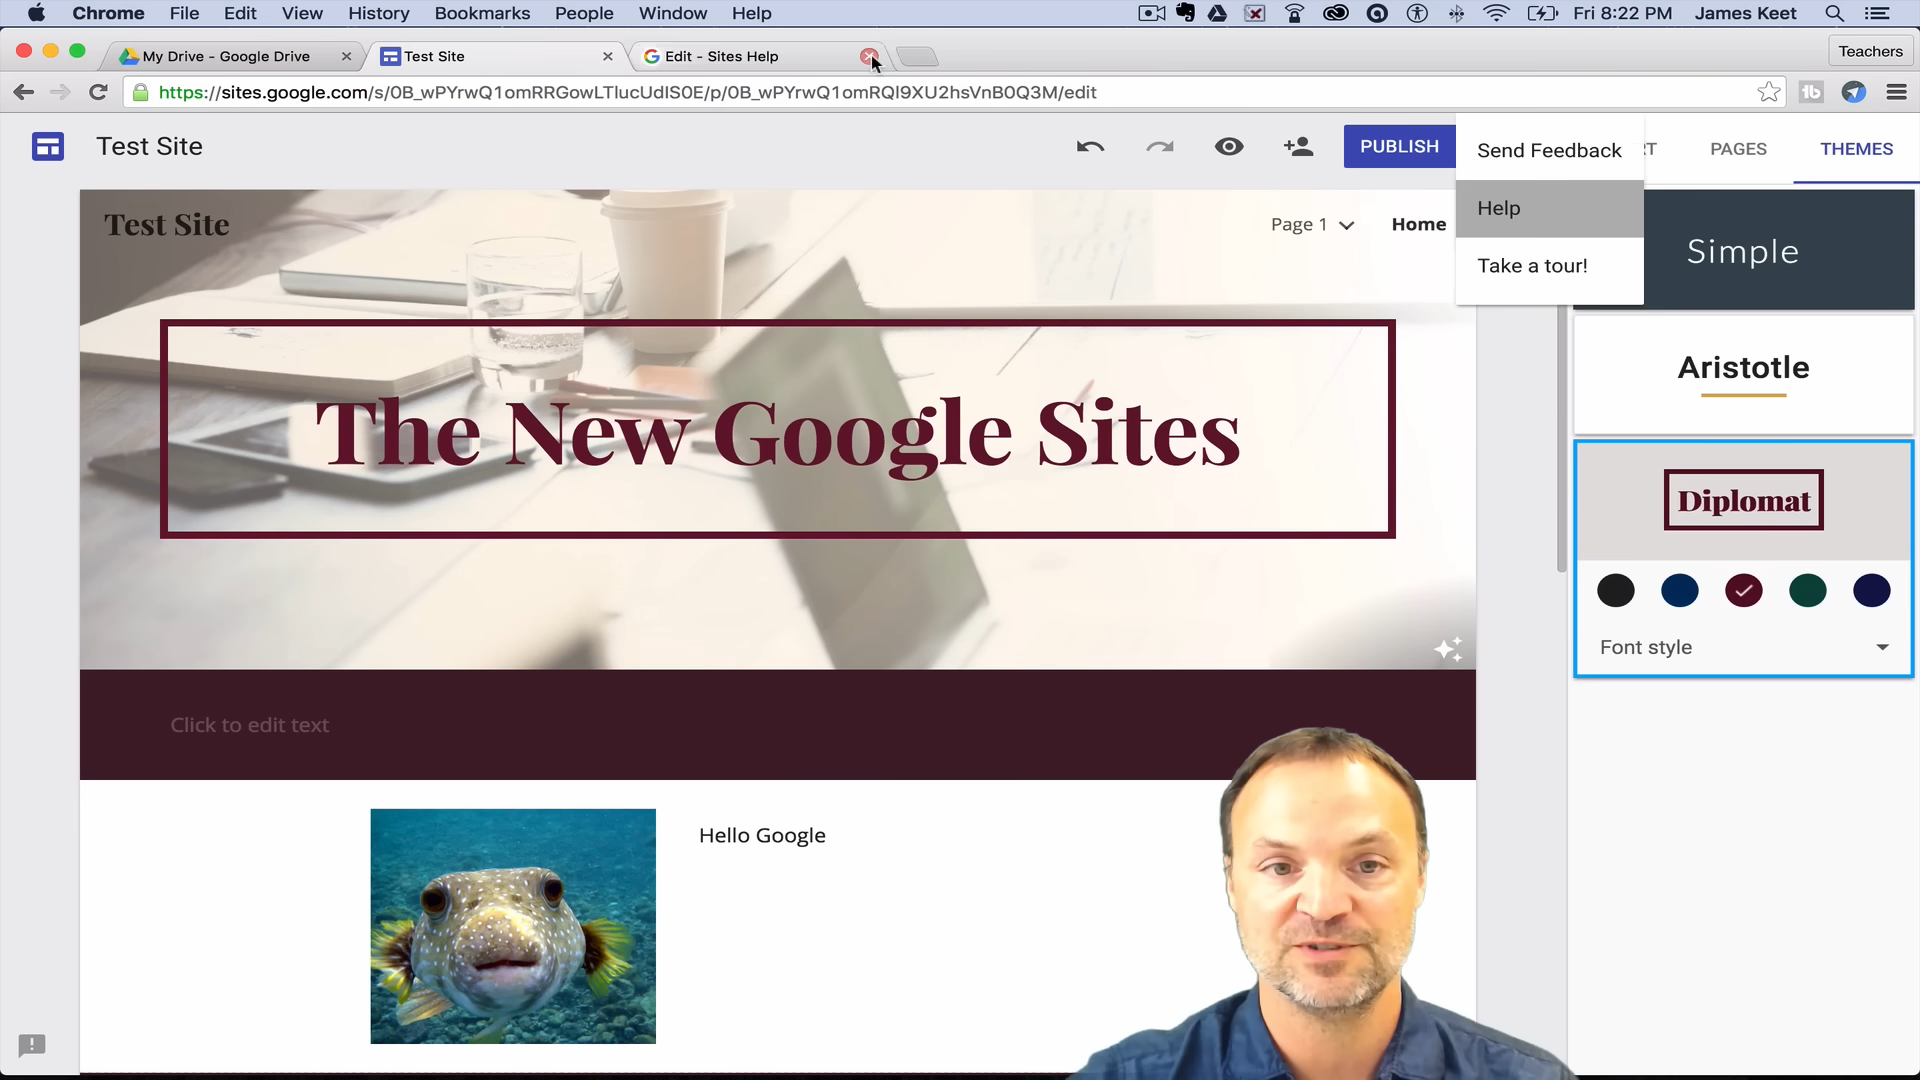 Chrome File Edit View History Bookmarks People Window Help
Fri 8:22 PM James Keet
My Drive - Google Drive
Test Site
Edit - Sites Help
Teachers
https://sites.google.com/s/0B_wPYrwQ1omRRGowLTlucUdIS0E/p/0B_wPYrwQ1omRQl9XU2hsVnB0Q3M/edit
Test Site
PUBLISH
Send Feedback
Help
Take a tour!
RT
PAGES
THEMES
Test Site
Page 1
Home
The New Google Sites
Click to edit text
Hello Google
Simple
Aristotle
Diplomat
Font style